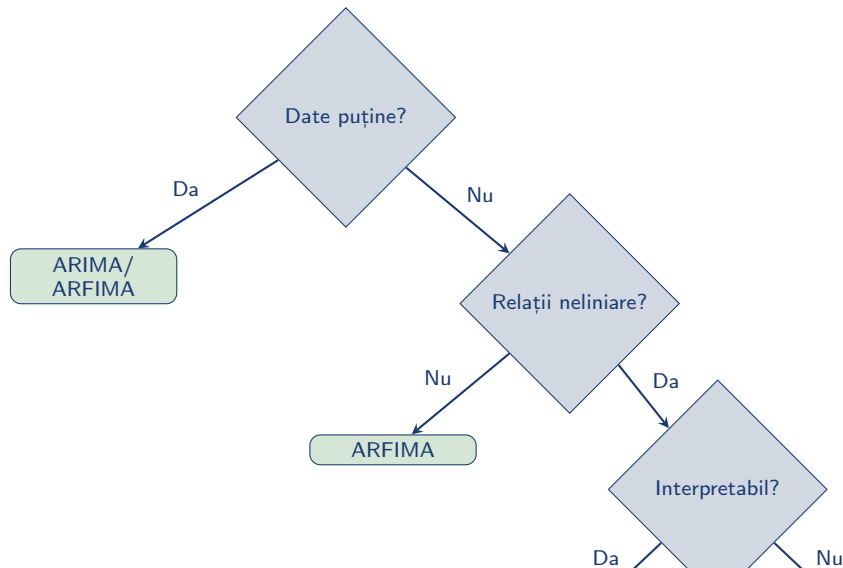 Date puține?
Da
Nu
ARIMA/
ARFIMA
Relații neliniare?
Nu
Da
ARFIMA
Interpretabil?
Da
Nu